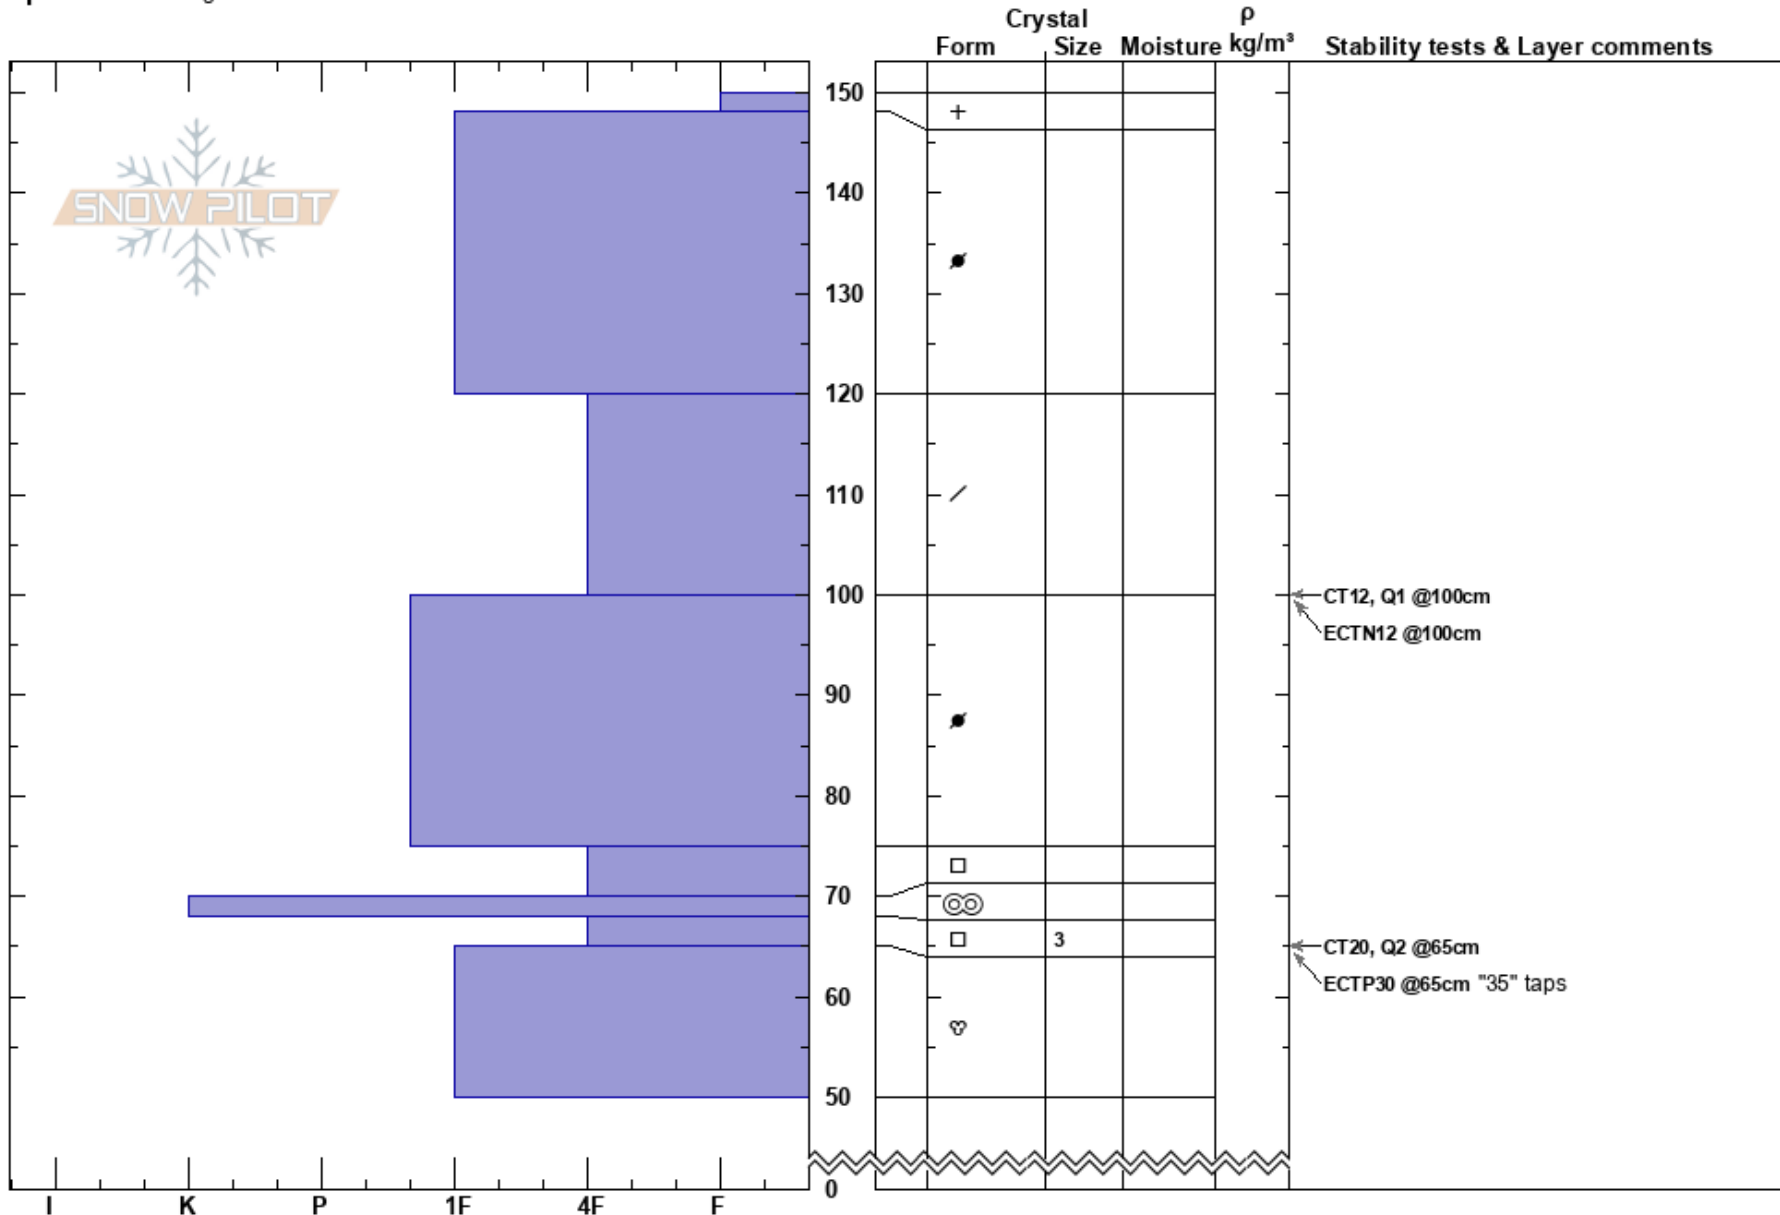 Crystal ρ
Form Size Moisture kg/m³ Stability tests & Layer comments
SNOW PILOT
150
140
130
120
110
100
90
80
70
60
50
0
3
CT12, Q1 @100cm
ECTN12 @100cm
CT20, Q2 @65cm
ECTP30 @65cm "35" taps
I K P 1F 4F F